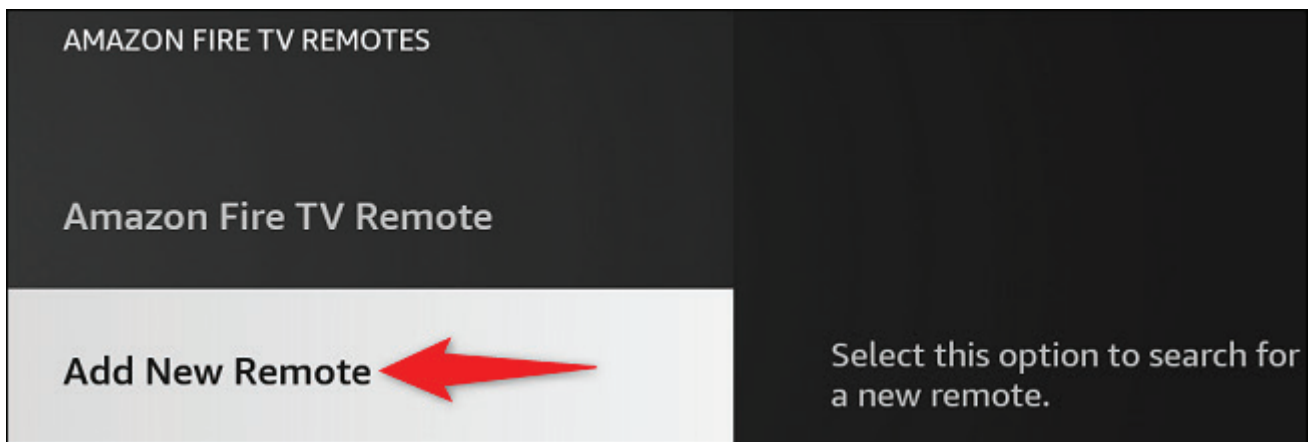 AMAZON FIRE TV REMOTES
Amazon Fire TV Remote
Add New Remote
Select this option to search for
a new remote.